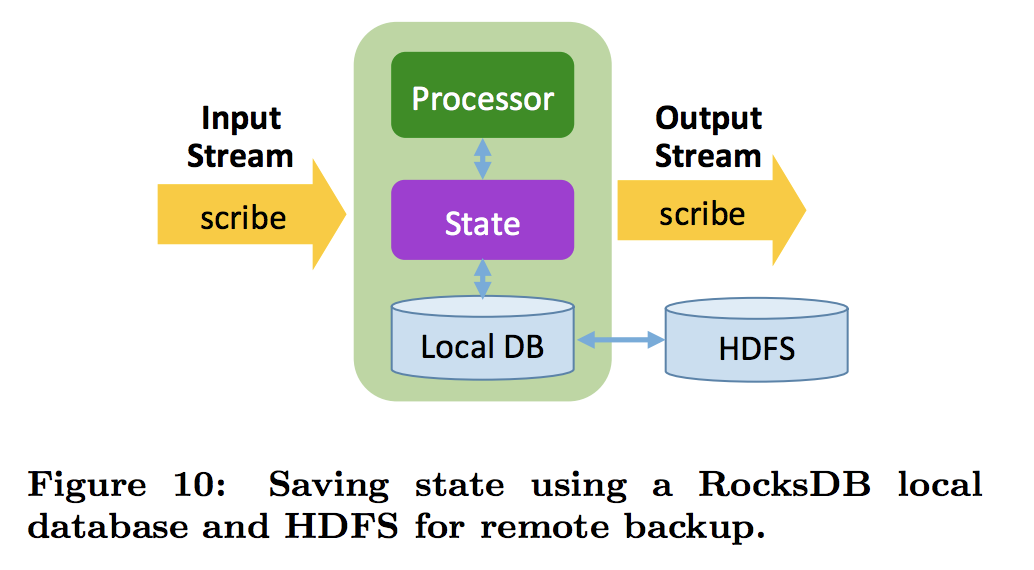 Processor
Input
Stream
scribe
State
Output
Stream
scribe
Local DB
HDFS
Figure 10: Saving state using a RocksDB local
database and HDFS for remote backup.